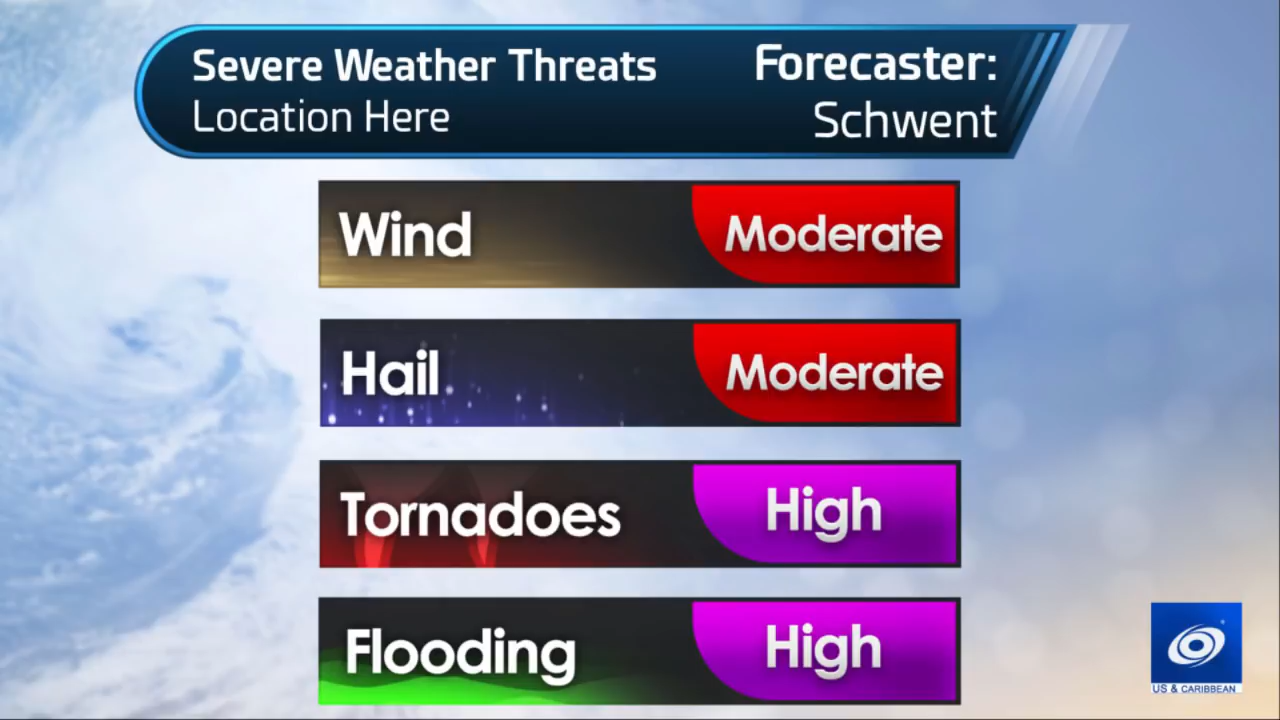 Severe Weather Threats
Location Here
Forecaster:
Schwent
Wind
Moderate
Hail
Moderate
Tornadoes
High
Flooding
High
US & CARIBBEAN